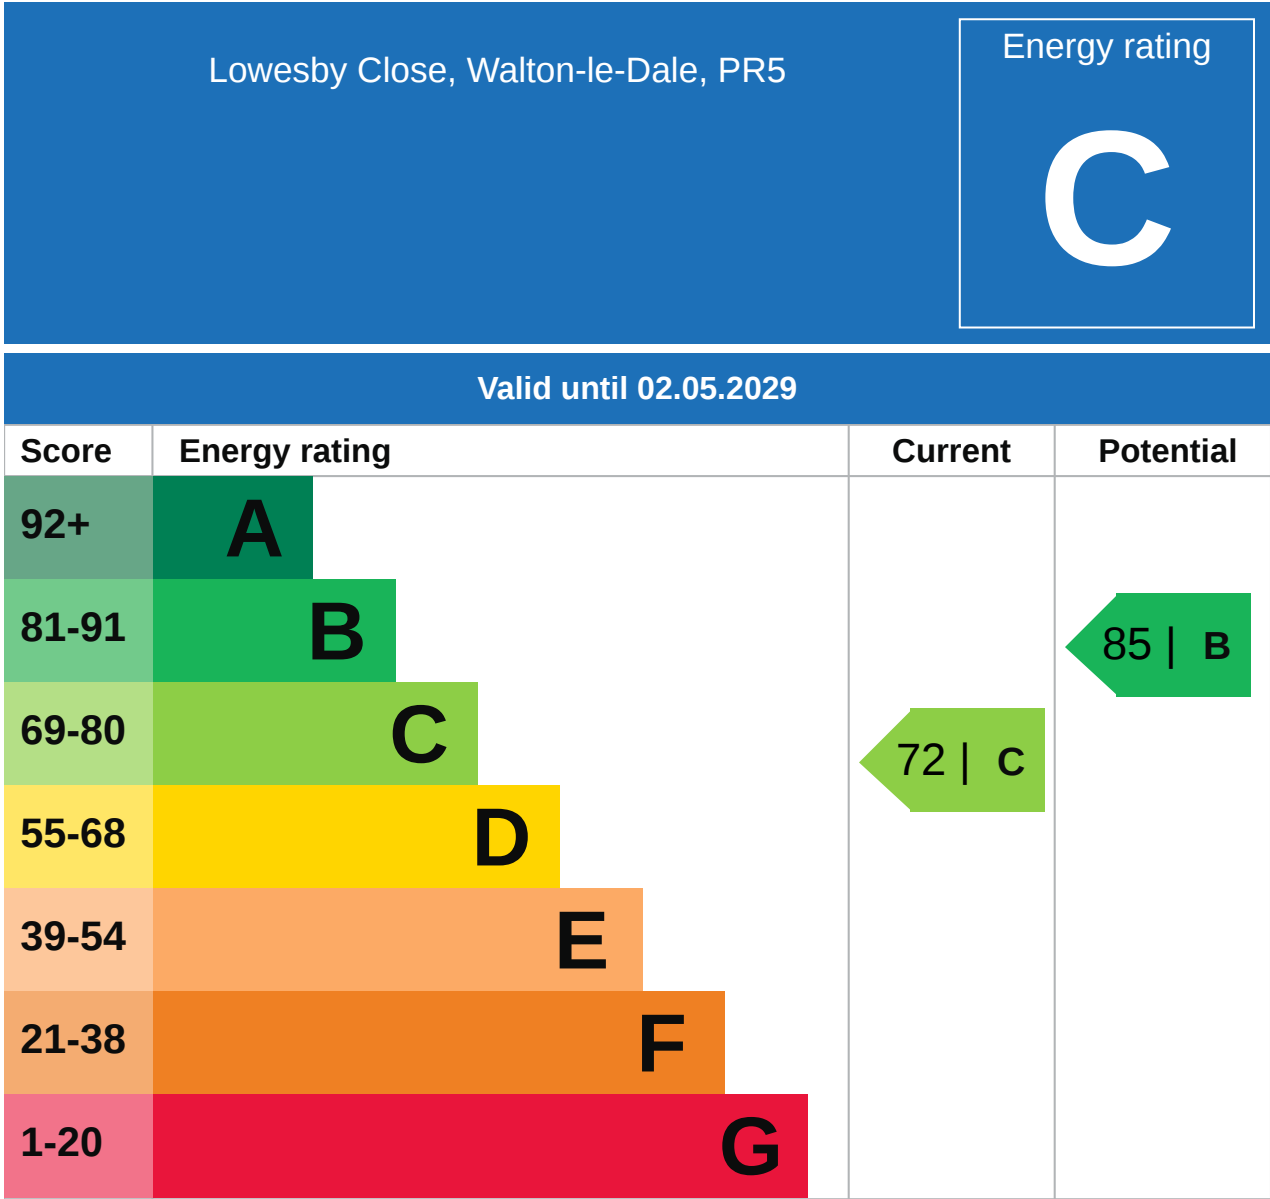 Lowesby Close, Walton-le-Dale, PR5
Energy rating
C
Valid until 02.05.2029
Score Energy rating Current Potential
92+ A
81-91 B
85 | B
69-80 C
72 | C
55-68 D
39-54 E
21-38 F
1-20 G